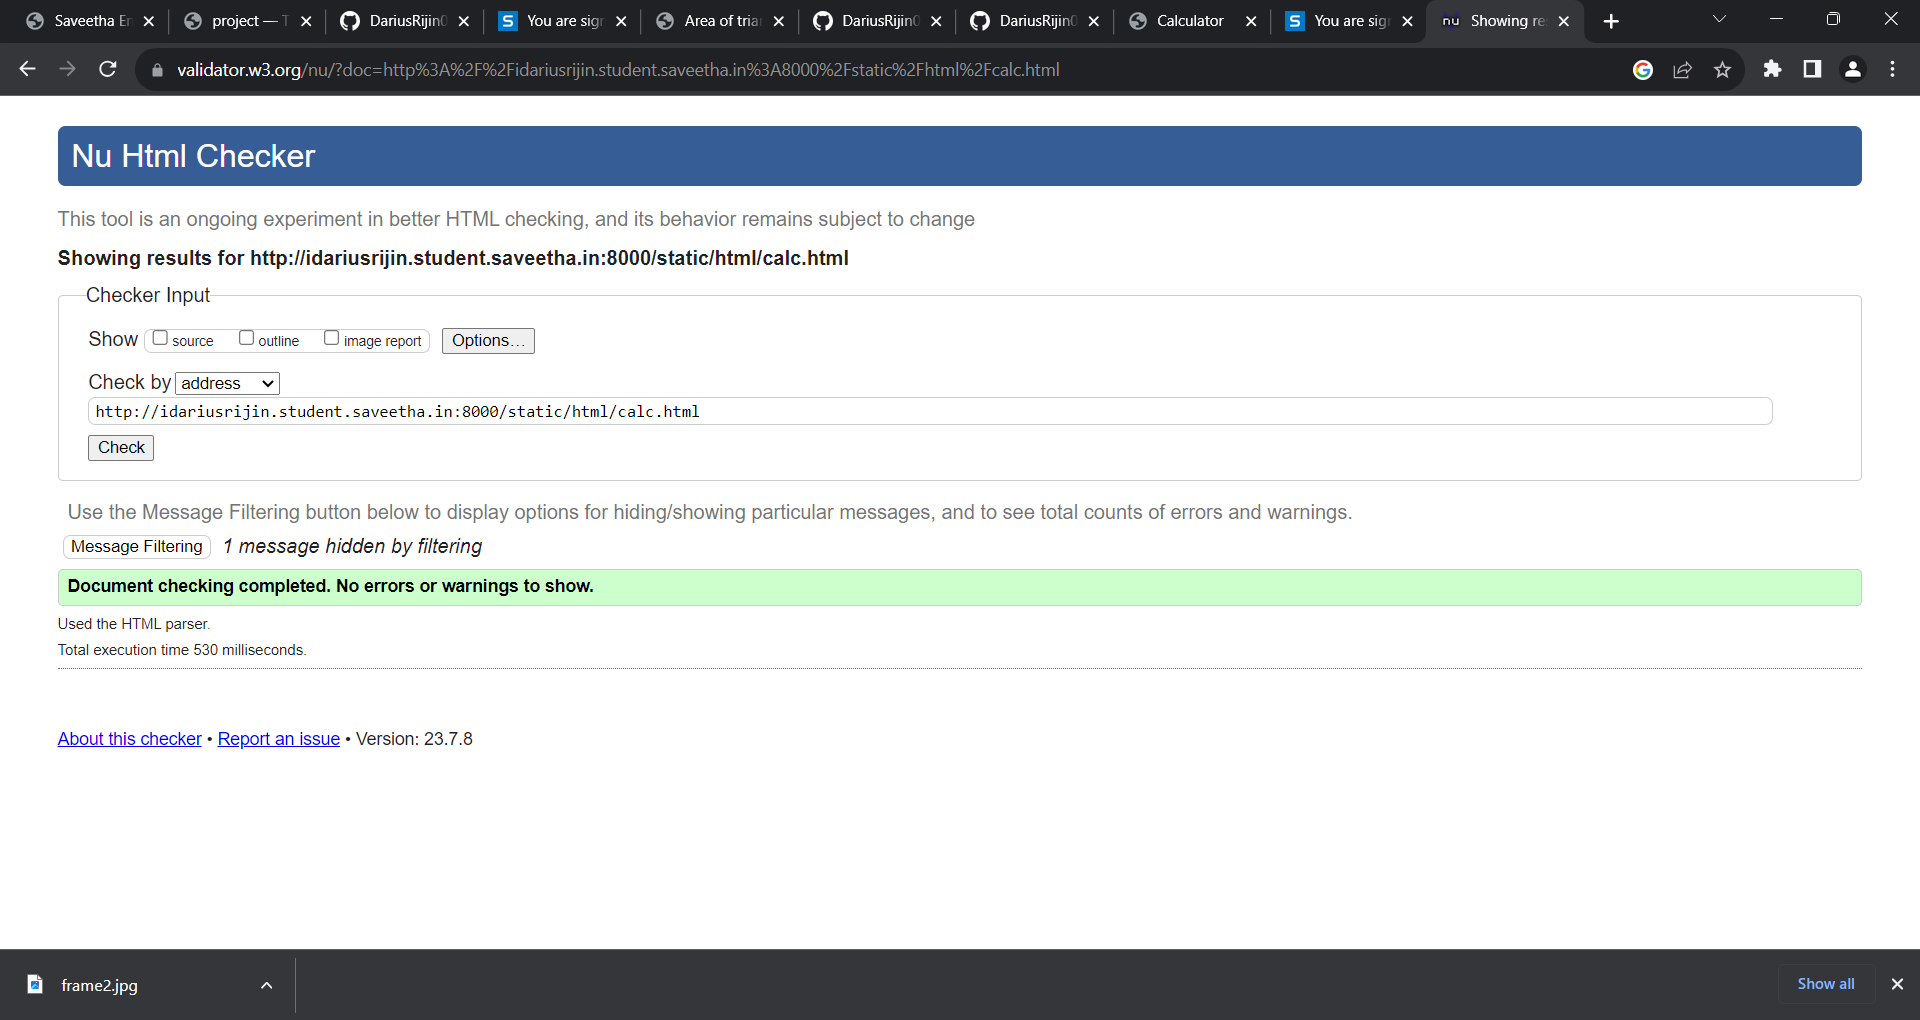 Saveetha En
project — T
DariusRijin0
You are sign
Area of tria
DariusRijin0
DariusRijin0
Calculator
You are sign
nu Showing re
validator.w3.org/nu/?doc=http%3A%2F%2Fidariusrijin.student.saveetha.in%3A8000%2Fstatic%2Fhtml%2Fcalc.html
Nu Html Checker
This tool is an ongoing experiment in better HTML checking, and its behavior remains subject to change
Showing results for http://idariusrijin.student.saveetha.in:8000/static/html/calc.html
Checker Input
Show source outline image report Options...
Check by address
http://idariusrijin.student.saveetha.in:8000/static/html/calc.html
Check
Use the Message Filtering button below to display options for hiding/showing particular messages, and to see total counts of errors and warnings.
Message Filtering 1 message hidden by filtering
Document checking completed. No errors or warnings to show.
Used the HTML parser.
Total execution time 530 milliseconds.
About this checker • Report an issue • Version: 23.7.8
frame2.jpg
Show all